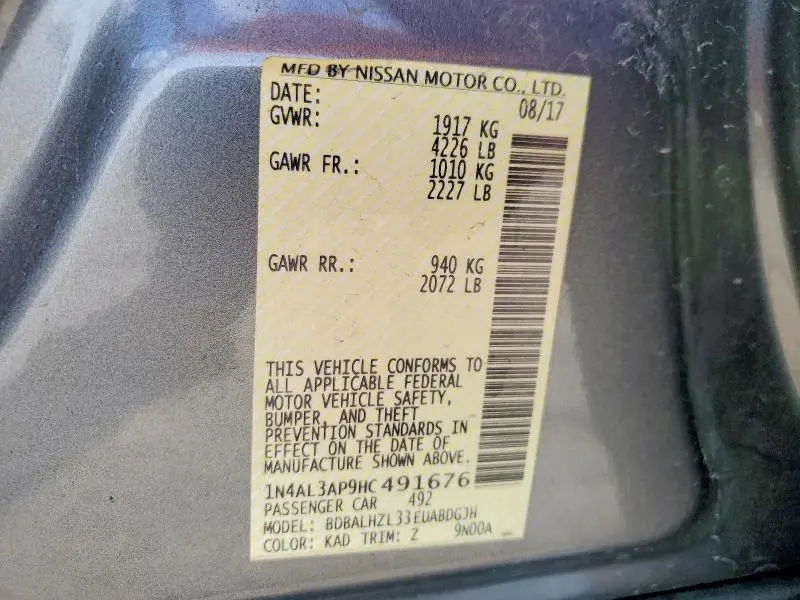 MFD BY NISSAN MOTOR CO., LTD.
DATE: 08/17
GVWR: 1917 KG
4226 LB
GAWR FR.: 1010 KG
2227 LB
GAWR RR.: 940 KG
2072 LB
THIS VEHICLE CONFORMS TO
ALL APPLICABLE FEDERAL
MOTOR VEHICLE SAFETY,
BUMPER, AND THEFT
PREVENTION STANDARDS IN
EFFECT ON THE DATE OF
MANUFACTURE SHOWN ABOVE.
1N4AL3AP9HC491676
PASSENGER CAR 492
MODEL: BDBALHZL33EUABDGJH
COLOR: KAD TRIM: Z 9N00A